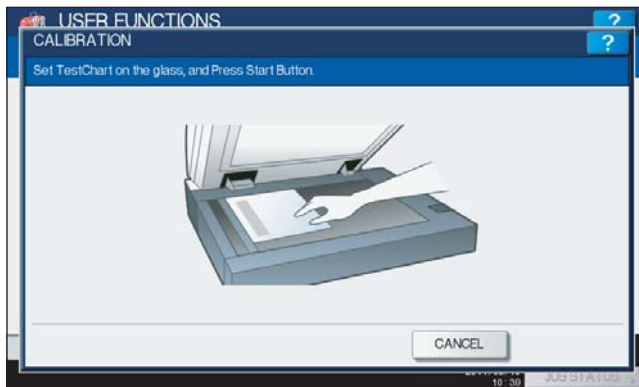 USER FUNCTIONS
?
CALIBRATION
?
Set TestChart on the glass, and Press Start Button.
CANCEL
10:39
JOB STATUS